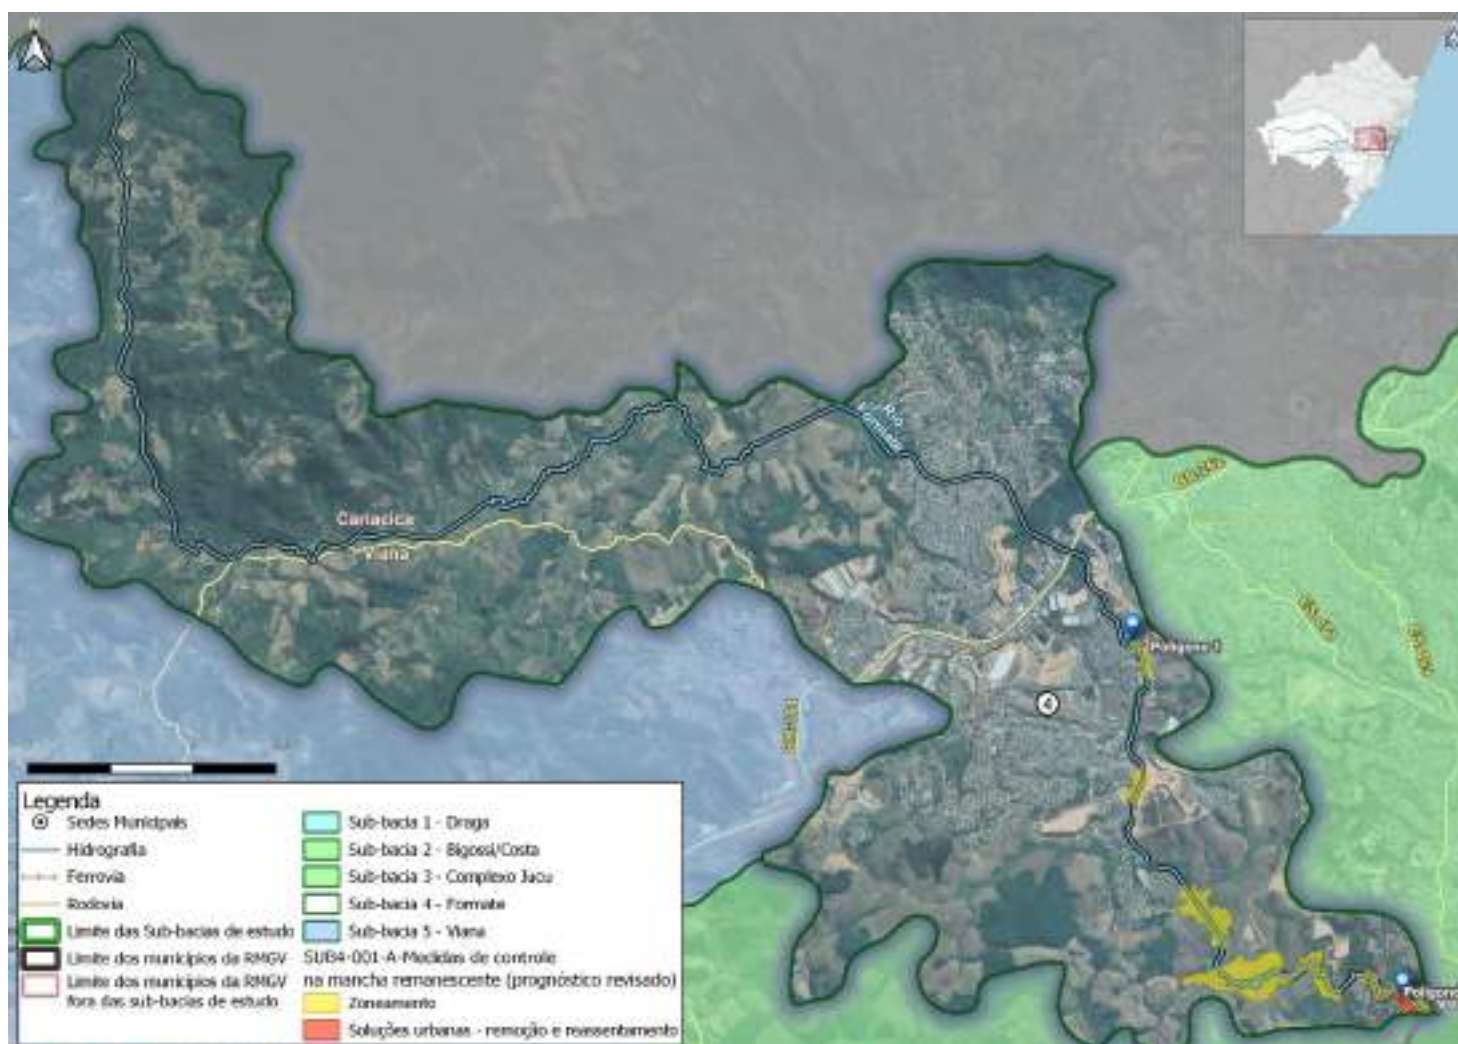 N
Rio
Formate
Cariacica
Viana
Polígono 1
4
Polígono
Legenda
Sedes Municipais
Hidrografia
Ferrovia
Rodovia
Limite das Sub-bacias de estudo
Limite dos municípios da RMGV
Limite dos municípios da RMGV
fora das sub-bacias de estudo
Sub-bacia 1 - Draga
Sub-bacia 2 - Bigossi/Costa
Sub-bacia 3 - Complexo Jucu
Sub-bacia 4 - Formate
Sub-bacia 5 - Viana
SUB4-001-A-Medidas de controle
na mancha remanescente (prognóstico revisado)
Zoneamento
Soluções urbanas - remoção e reassentamento